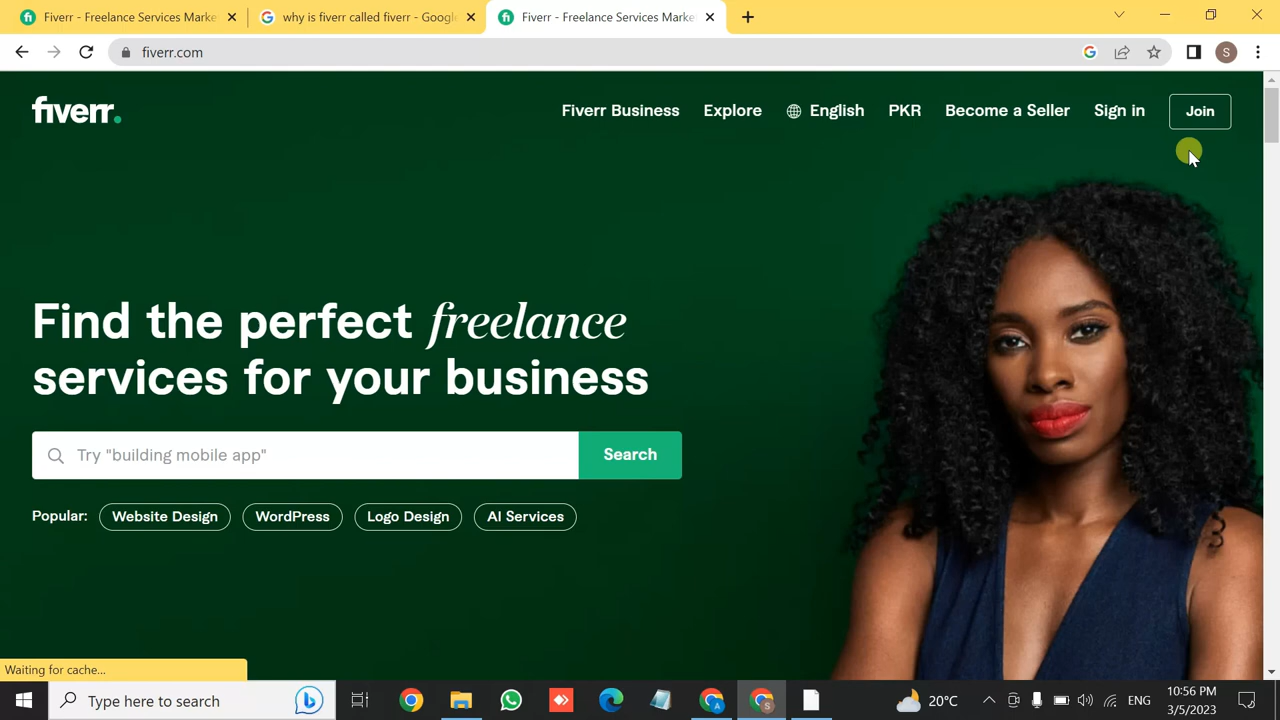 Fiverr - Freelance Services Marke
why is fiverr called fiverr - Google
Fiverr - Freelance Services Marke
fiverr.com
fiverr.
Fiverr Business
Explore
English
PKR
Become a Seller
Sign in
Join
Find the perfect freelance
services for your business
Try "building mobile app"
Search
Popular:
Website Design
WordPress
Logo Design
AI Services
Waiting for cache...
Type here to search
20°C
ENG
10:56 PM
3/5/2023